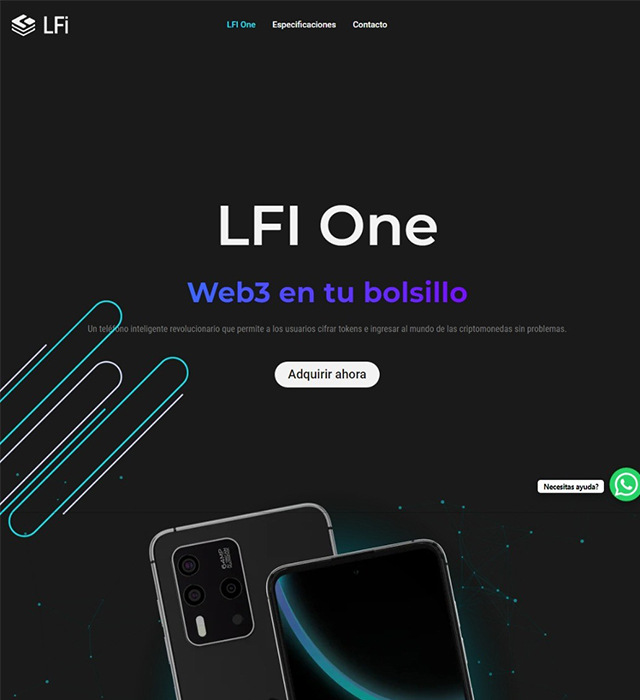 LFi
LFI One
Especificaciones
Contacto
LFI One
Web3 en tu bolsillo
Un teléfono inteligente revolucionario que permite a los usuarios cifrar tokens e ingresar al mundo de las criptomonedas sin problemas.
Adquirir ahora
Necesitas ayuda?
64MP